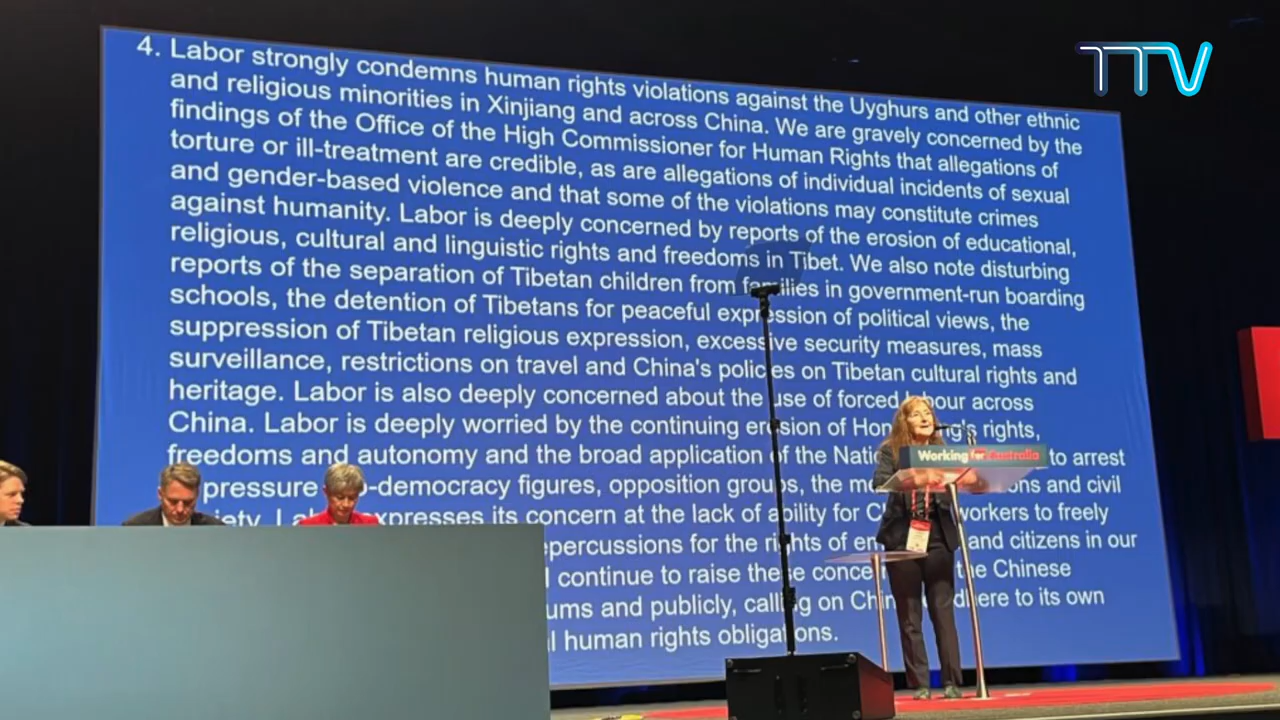 TTV
4. Labor strongly condemns human rights violations against the Uyghurs and other ethnic
and religious minorities in Xinjiang and across China. We are gravely concerned by the
findings of the Office of the High Commissioner for Human Rights that allegations of
torture or ill-treatment are credible, as are allegations of individual incidents of sexual
and gender-based violence and that some of the violations may constitute crimes
against humanity. Labor is deeply concerned by reports of the erosion of educational,
religious, cultural and linguistic rights and freedoms in Tibet. We also note disturbing
reports of the separation of Tibetan children from families in government-run boarding
schools, the detention of Tibetans for peaceful expression of political views, the
suppression of Tibetan religious expression, excessive security measures, mass
surveillance, restrictions on travel and China's policies on Tibetan cultural rights and
heritage. Labor is also deeply concerned about the use of forced labour across
China. Labor is deeply worried by the continuing erosion of Hong Kong's rights,
freedoms and autonomy and the broad application of the to arrest
pressure -democracy figures, opposition groups, the and civil
expresses its concern at the lack of ability for workers to freely
repercussions for the rights of and citizens in our
continue to raise these the Chinese
and publicly, calling on adhere to its own
human rights obligations.
Working for Australia